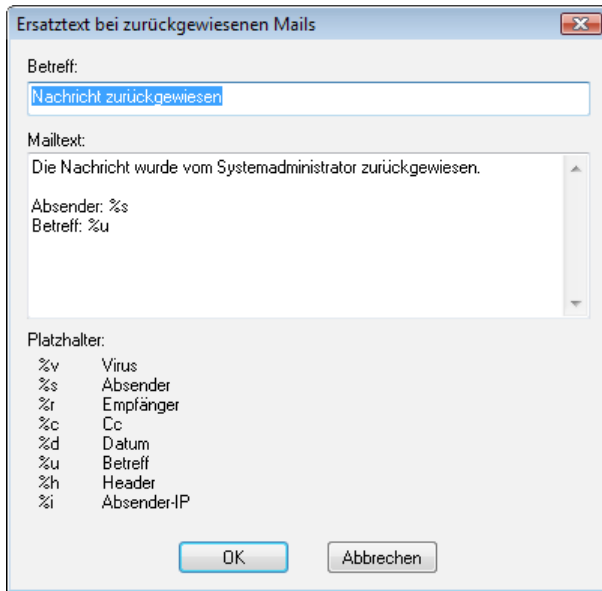 Ersatztext bei zurückgewiesenen Mails
Betreff:
Nachricht zurückgewiesen
Mailtext:
Die Nachricht wurde vom Systemadministrator zurückgewiesen.
Absender: %s
Betreff: %u
Platzhalter:
%v Virus
%s Absender
%r Empfänger
%c Cc
%d Datum
%u Betreff
%h Header
%i Absender-IP
OK Abbrechen